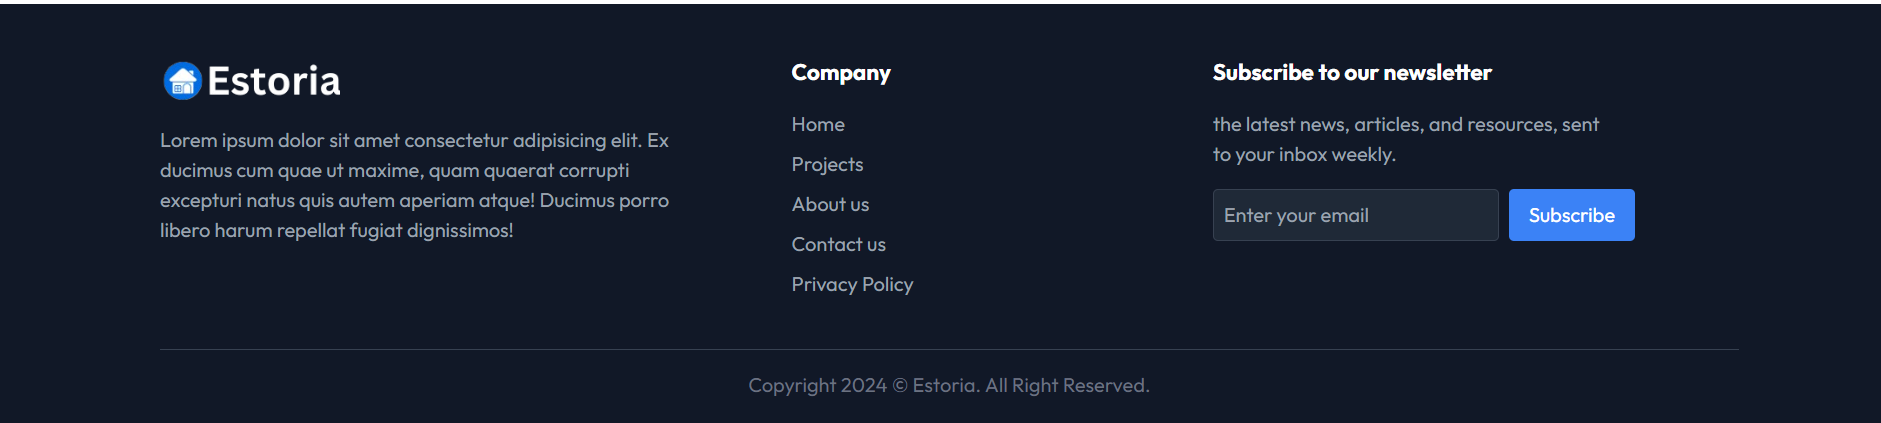 Estoria
Lorem ipsum dolor sit amet consectetur adipisicing elit. Ex
ducimus cum quae ut maxime, quam quaerat corrupti
excepturi natus quis autem aperiam atque! Ducimus porro
libero harum repellat fugiat dignissimos!
Company
Home
Projects
About us
Contact us
Privacy Policy
Subscribe to our newsletter
the latest news, articles, and resources, sent
to your inbox weekly.
Enter your email
Subscribe
Copyright 2024 © Estoria. All Right Reserved.